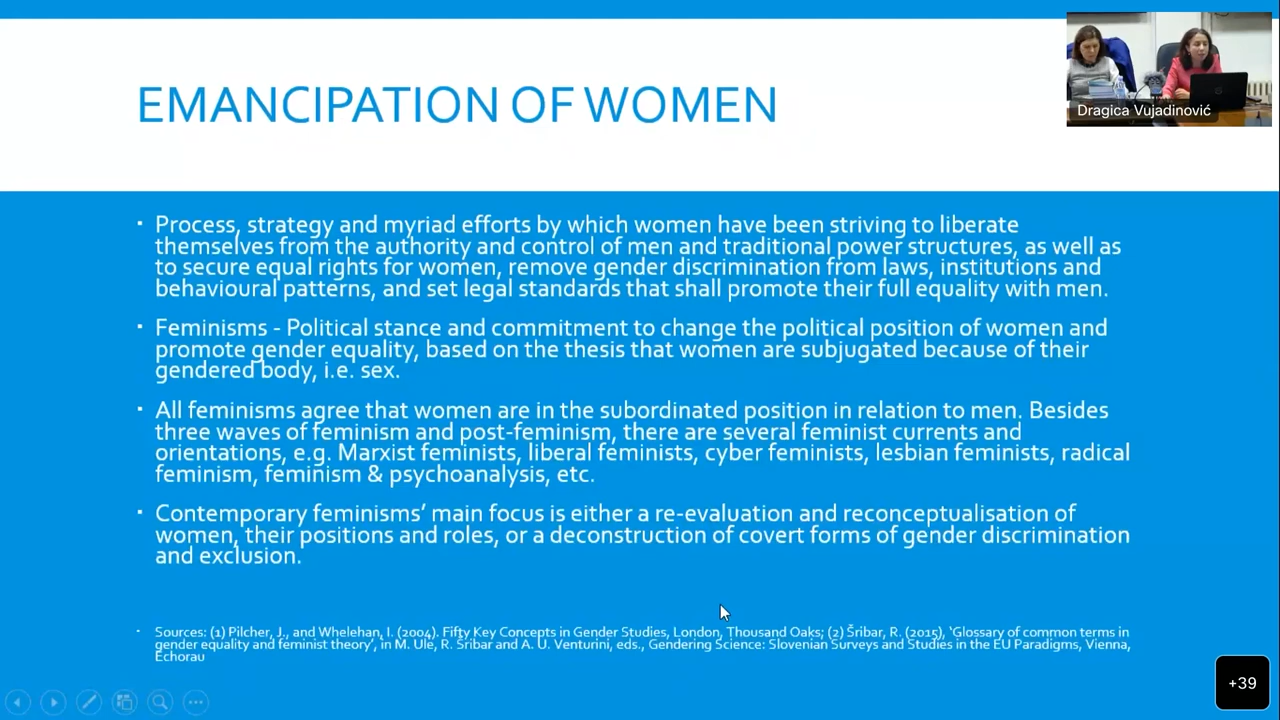 EMANCIPATION OF WOMEN
Dragica Vujadinović
▪ Process, strategy and myriad efforts by which women have been striving to liberate
themselves from the authority and control of men and traditional power structures, as well as
to secure equal rights for women, remove gender discrimination from laws, institutions and
behavioural patterns, and set legal standards that shall promote their full equality with men.
▪ Feminisms - Political stance and commitment to change the political position of women and
promote gender equality, based on the thesis that women are subjugated because of their
gendered body, i.e. sex.
▪ All feminisms agree that women are in the subordinated position in relation to men. Besides
three waves of feminism and post-feminism, there are several feminist currents and
orientations, e.g. Marxist feminists, liberal feminists, cyber feminists, lesbian feminists, radical
feminism, feminism & psychoanalysis, etc.
▪ Contemporary feminisms‘ main focus is either a re-evaluation and reconceptualisation of
women, their positions and roles, or a deconstruction of covert forms of gender discrimination
and exclusion.
▪ Sources: (1) Pilcher, J., and Whelehan, I. (2004). Fifty Key Concepts in Gender Studies, London, Thousand Oaks; (2) Šribar, R. (2015), ‘Glossary of common terms in
gender equality and feminist theory’, in M. Ule, R. Šribar and A. U. Venturini, eds., Gendering Science: Slovenian Surveys and Studies in the EU Paradigms, Vienna,
Echorau
+39